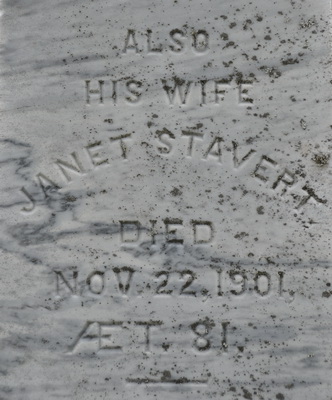 ALSO
HIS WIFE
JANET STAVERT
DIED
NOV. 22, 1901.
ÆT. 81.